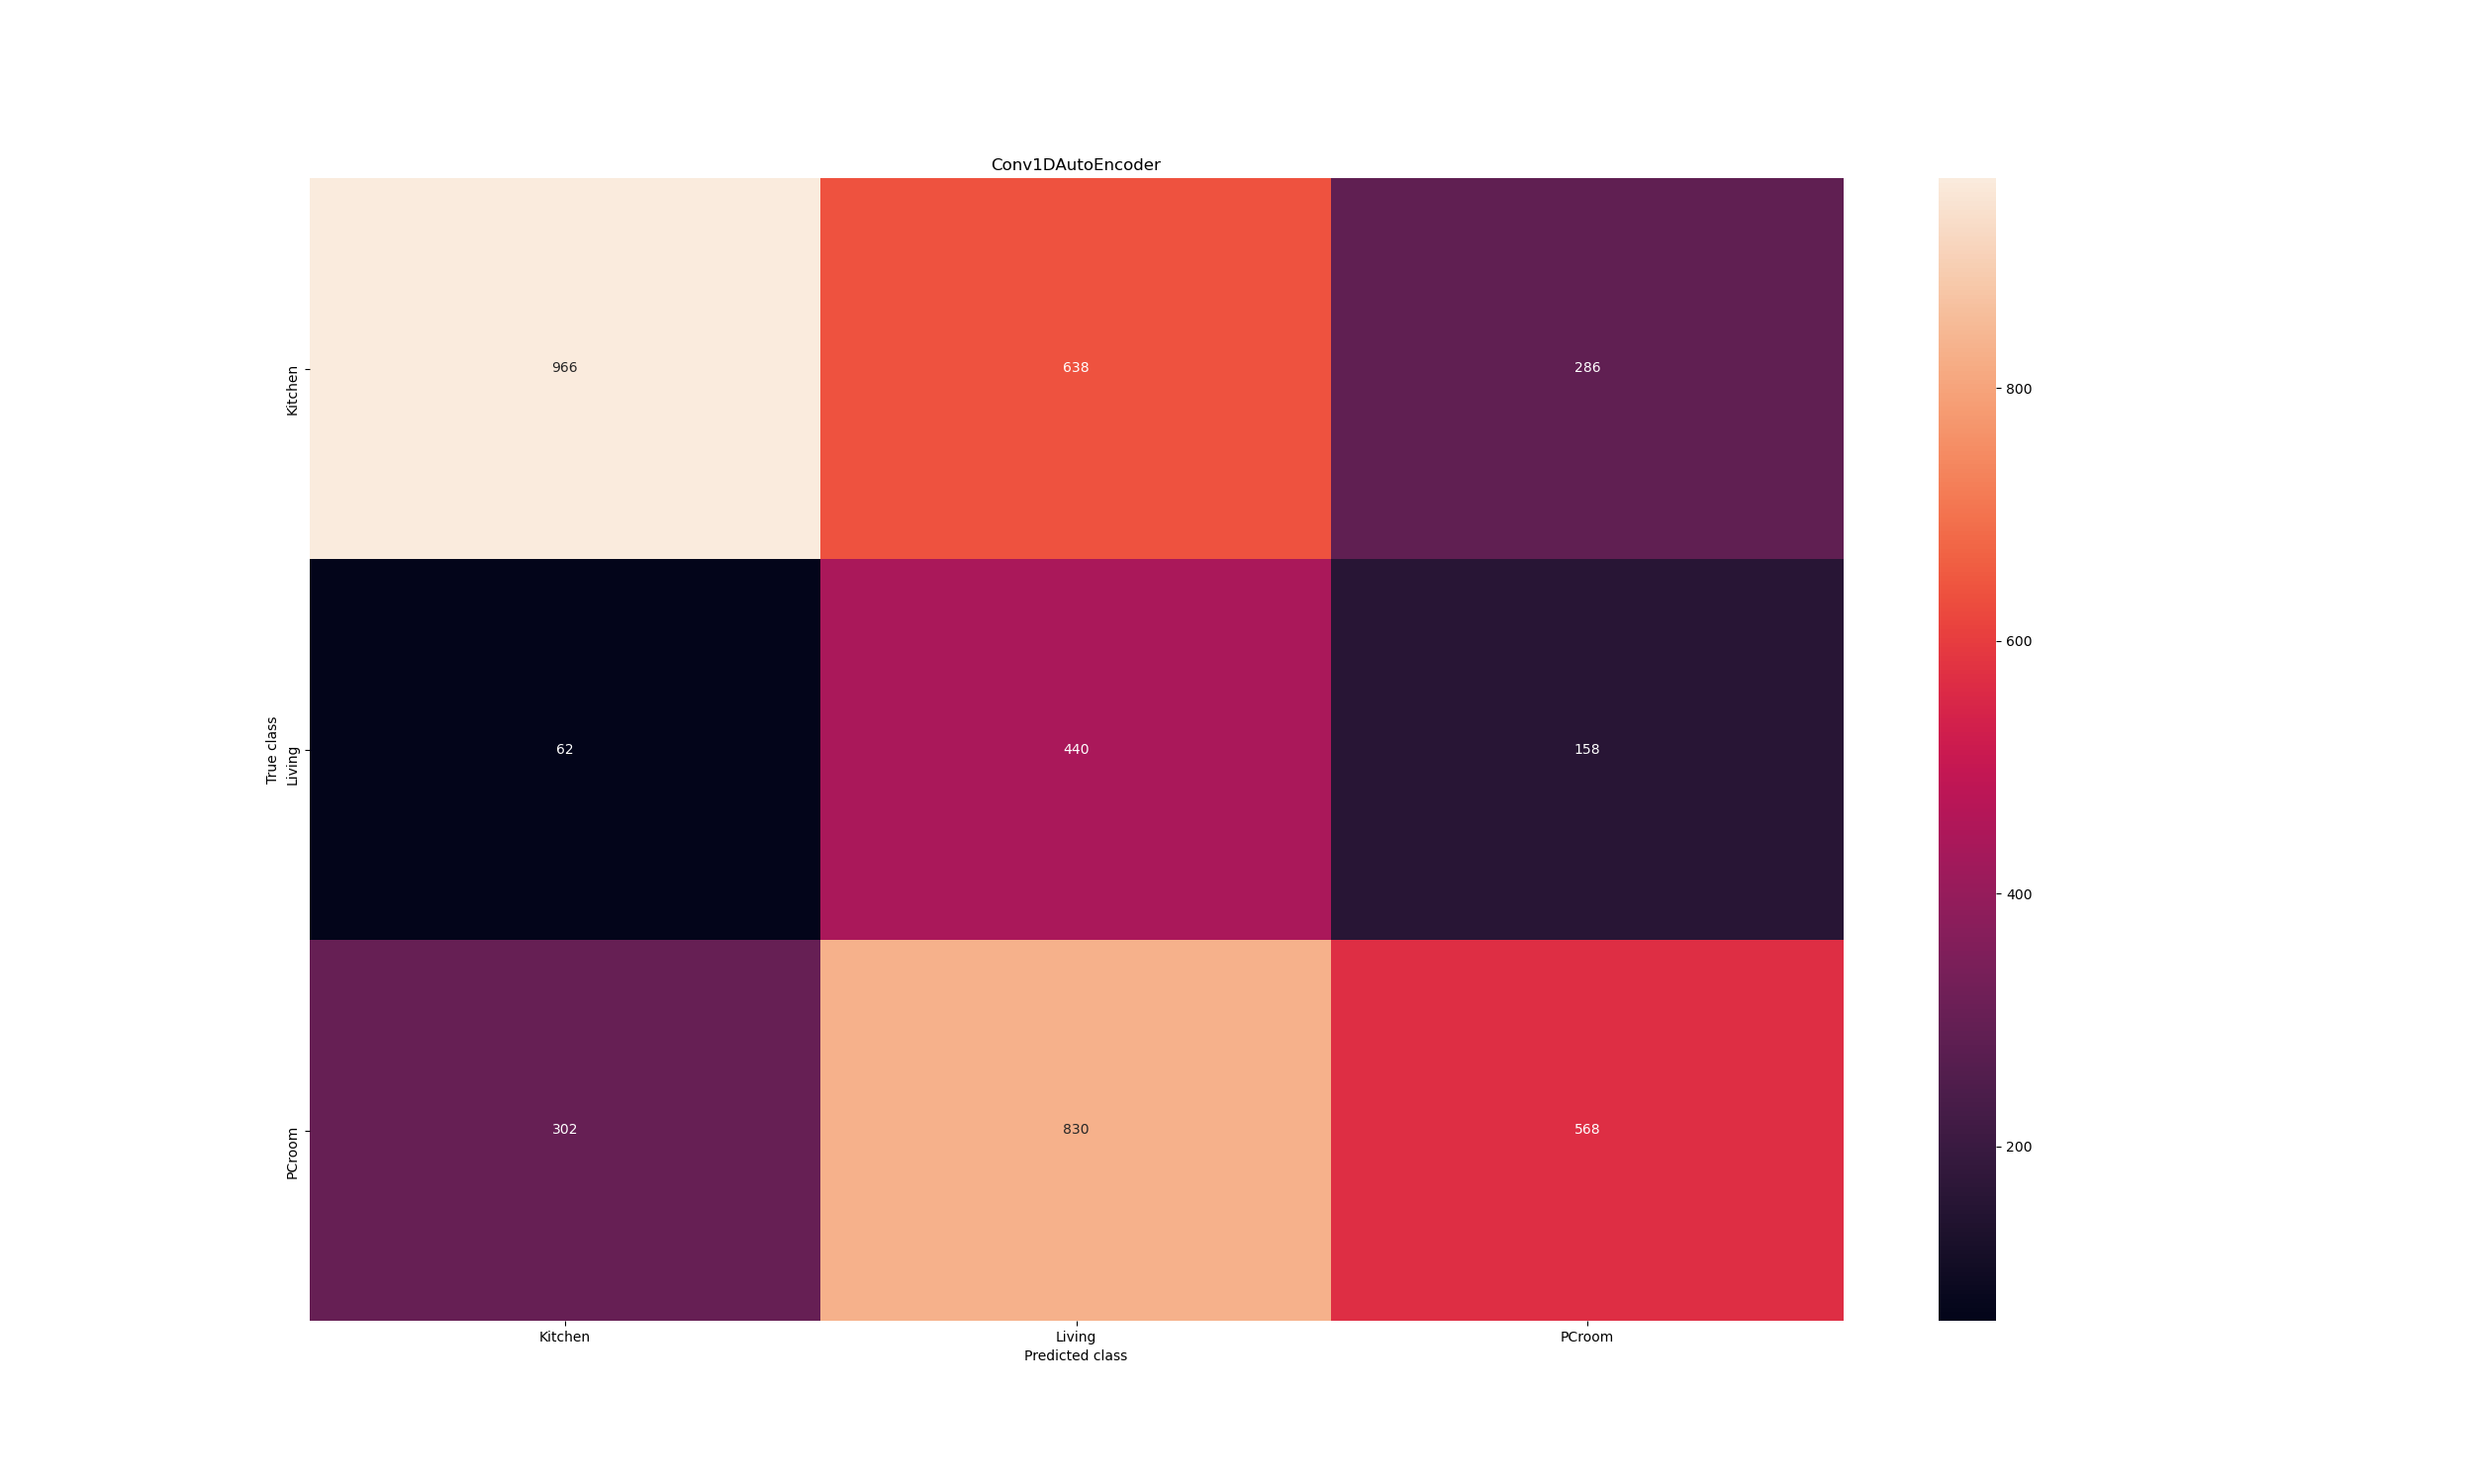 Conv1DAutoEncoder
True class
Kitchen
966 638 286
800
600
Living
62 440 158
400
PCroom
302 830 568
200
Kitchen Living PCroom
Predicted class